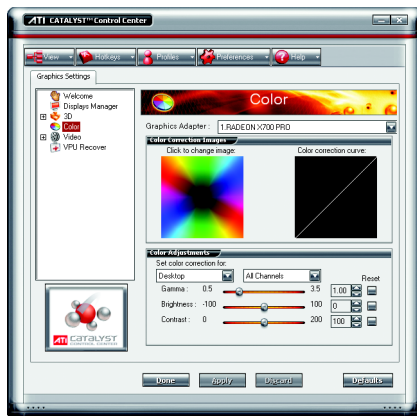 ATI CATALYST™ Control Center
View Hotkeys Profiles Preferences Help
Graphics Settings
Welcome
Displays Manager
3D
Color
Video
VPU Recover
Color
Graphics Adapter : 1.RADEON X700 PRO
Color Correction Images
Click to change image: Color correction curve:
Color Adjustments
Set color correction for:
Desktop All Channels Reset
Gamma : 0.5 3.5 1.00
Brightness : -100 100 0
Contrast : 0 200 100
ATI CATALYST
CONTROL CENTER
Done Apply Discard Defaults